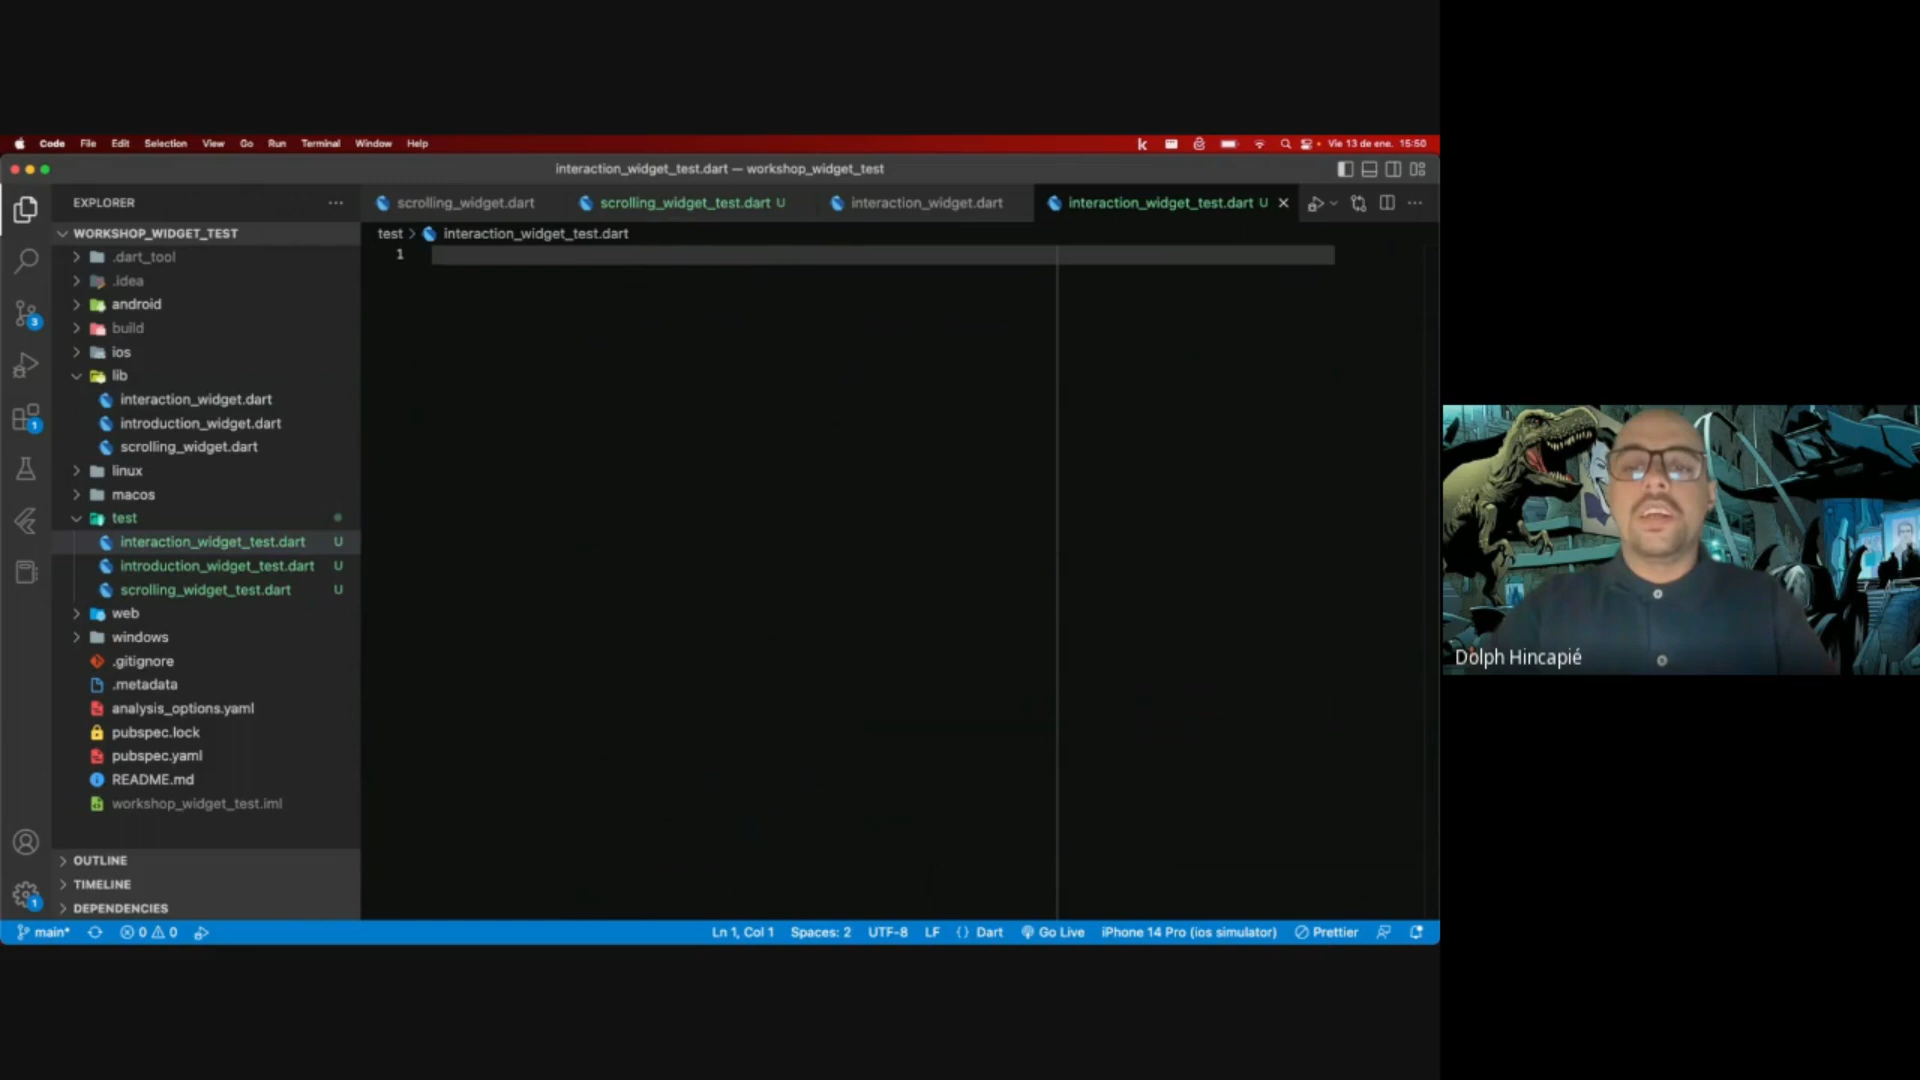 Code File Edit Selection View Go Run Terminal Window Help
Vie 13 de ene. 15:50
interaction_widget_test.dart — workshop_widget_test
EXPLORER
scrolling_widget.dart
scrolling_widget_test.dart U
interaction_widget.dart
interaction_widget_test.dart U
WORKSHOP_WIDGET_TEST
test > interaction_widget_test.dart
1
.dart_tool
.idea
android
build
ios
lib
interaction_widget.dart
introduction_widget.dart
scrolling_widget.dart
linux
macos
test
interaction_widget_test.dart U
introduction_widget_test.dart U
scrolling_widget_test.dart U
web
windows
.gitignore
.metadata
analysis_options.yaml
pubspec.lock
pubspec.yaml
README.md
workshop_widget_test.iml
OUTLINE
TIMELINE
DEPENDENCIES
3
1
1
main* 0 0
Ln 1, Col 1 Spaces: 2 UTF-8 LF {} Dart Go Live iPhone 14 Pro (ios simulator) Prettier
Dolph Hincapié